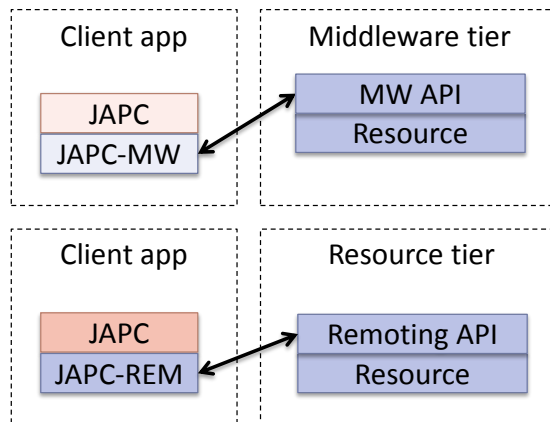 Client app
JAPC
JAPC-MW
Middleware tier
MW API
Resource
Client app
JAPC
JAPC-REM
Resource tier
Remoting API
Resource